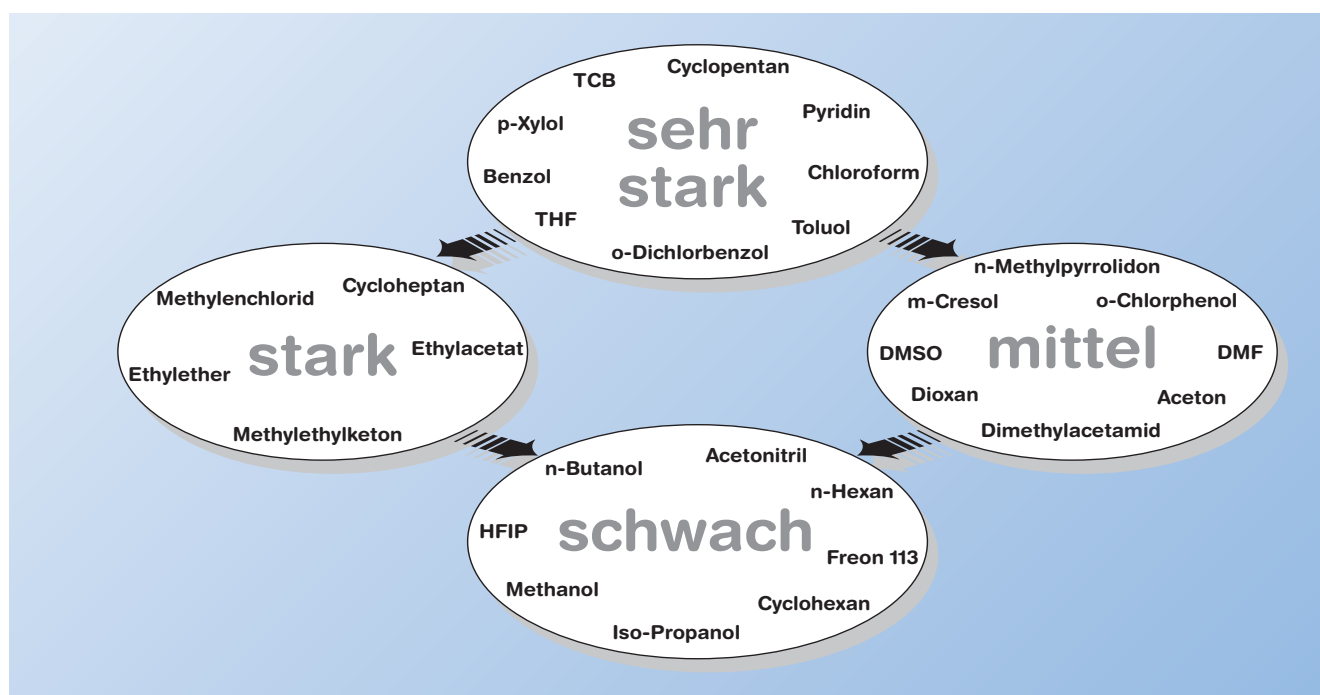 Cyclopentan
TCB
Pyridin
p-Xylol
sehr
stark
Benzol
Chloroform
THF
Toluol
o-Dichlorbenzol
Cycloheptan
Methylenchlorid
stark
Ethylacetat
Ethylether
Methylethylketon
n-Methylpyrrolidon
m-Cresol
o-Chlorphenol
DMSO
mittel
DMF
Dioxan
Aceton
Dimethylacetamid
Acetonitril
n-Butanol
n-Hexan
HFIP
schwach
Freon 113
Methanol
Cyclohexan
Iso-Propanol